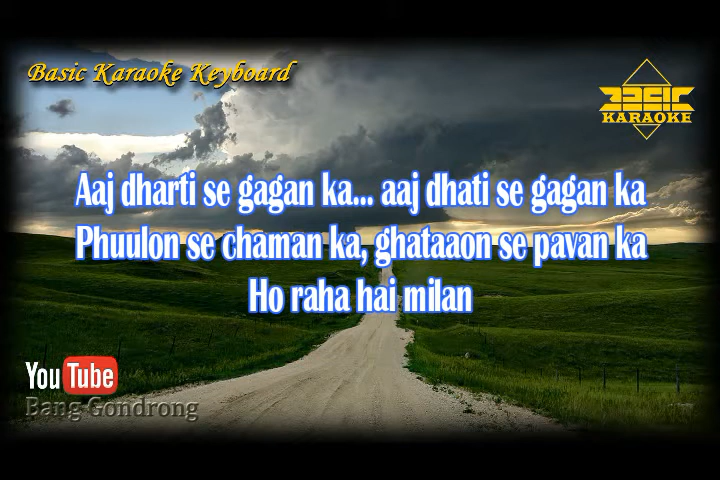 Basic Karaoke Keyboard
BASIC
KARAOKE
Aaj dharti se gagan ka... aaj dhati se gagan ka
Phuulon se chaman ka, ghataaon se pavan ka
Ho raha hai milan
YouTube
Bang Gondrong